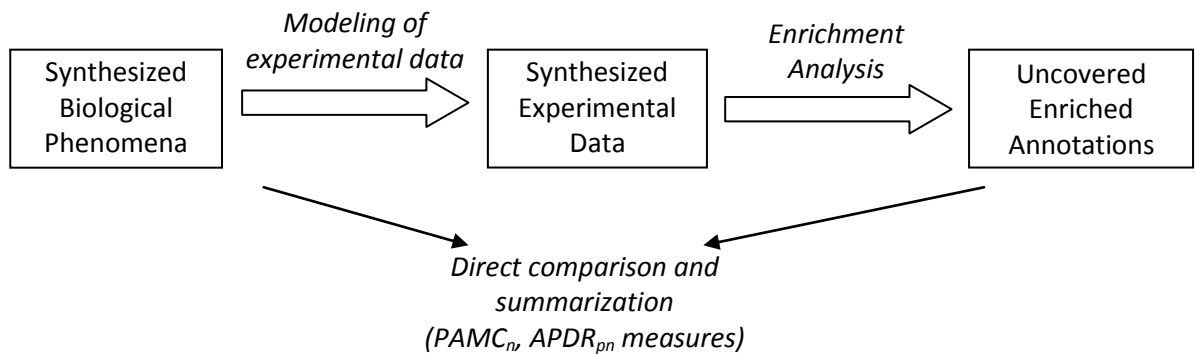 Modeling of
experimental data
Enrichment
Analysis
Synthesized
Biological
Phenomena
Synthesized
Experimental
Data
Uncovered
Enriched
Annotations
Direct comparison and
summarization
(PAMCn, APDRpn measures)